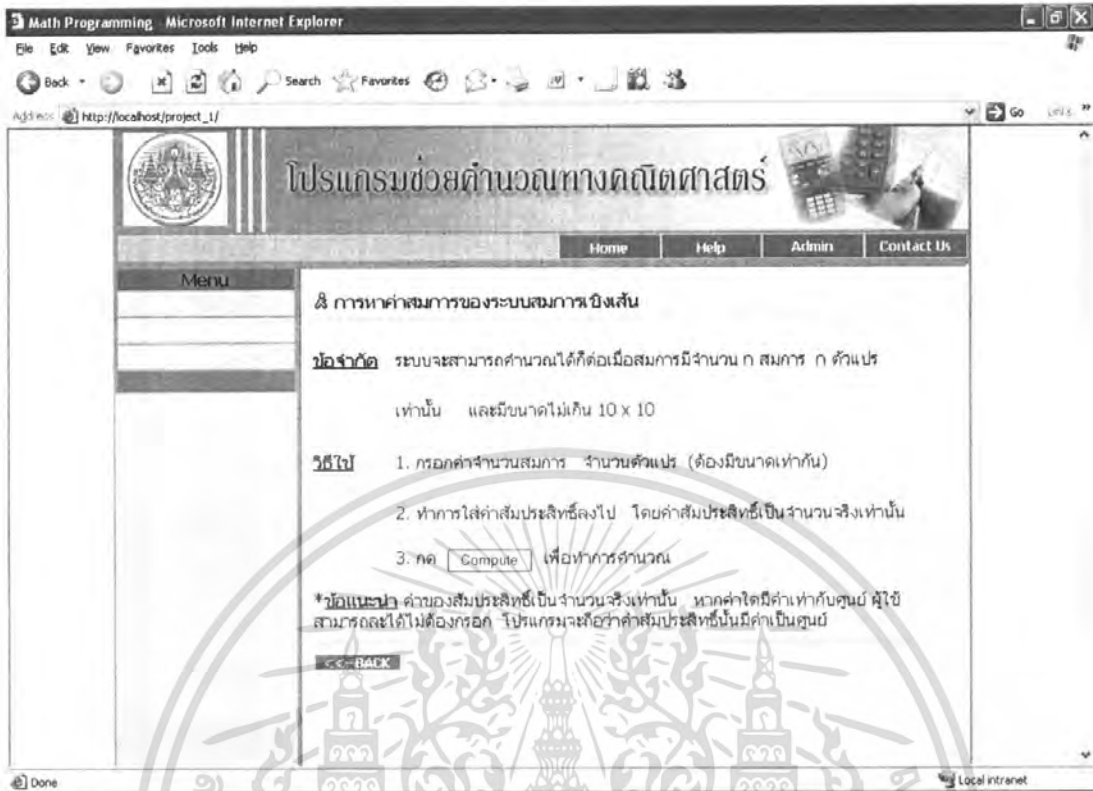 Math Programming Microsoft Internet Explorer
File Edit View Favorites Tools Help
Back Search Favorites
Address http://localhost/project_1/ Go Links
โปรแกรมช่วยคำนวณทางคณิตศาสตร์
Home Help Admin Contact Us
Menu
การหาค่าสมการของระบบสมการเชิงเส้น
ข้อจำกัด ระบบจะสามารถคำนวณได้ก็ต่อเมื่อสมการมีจำนวน n สมการ n ตัวแปร
เท่านั้น และมีขนาดไม่เกิน 10 x 10
วิธีใช้ 1. กรอกค่าจำนวนสมการ จำนวนตัวแปร (ต้องมีขนาดเท่ากัน)
2. ทำการใส่ค่าสัมประสิทธิ์ลงไป โดยค่าสัมประสิทธิ์เป็นจำนวนจริงเท่านั้น
3. กด Compute เพื่อทำการคำนวณ
*ข้อแนะนำ ค่าของสัมประสิทธิ์เป็นจำนวนจริงเท่านั้น หากค่าใดมีค่าเท่ากับศูนย์ ผู้ใช้
สามารถละได้ไม่ต้องกรอก โปรแกรมจะถือว่าค่าสัมประสิทธิ์นั้นมีค่าเป็นศูนย์
<<-BACK
Done Local intranet